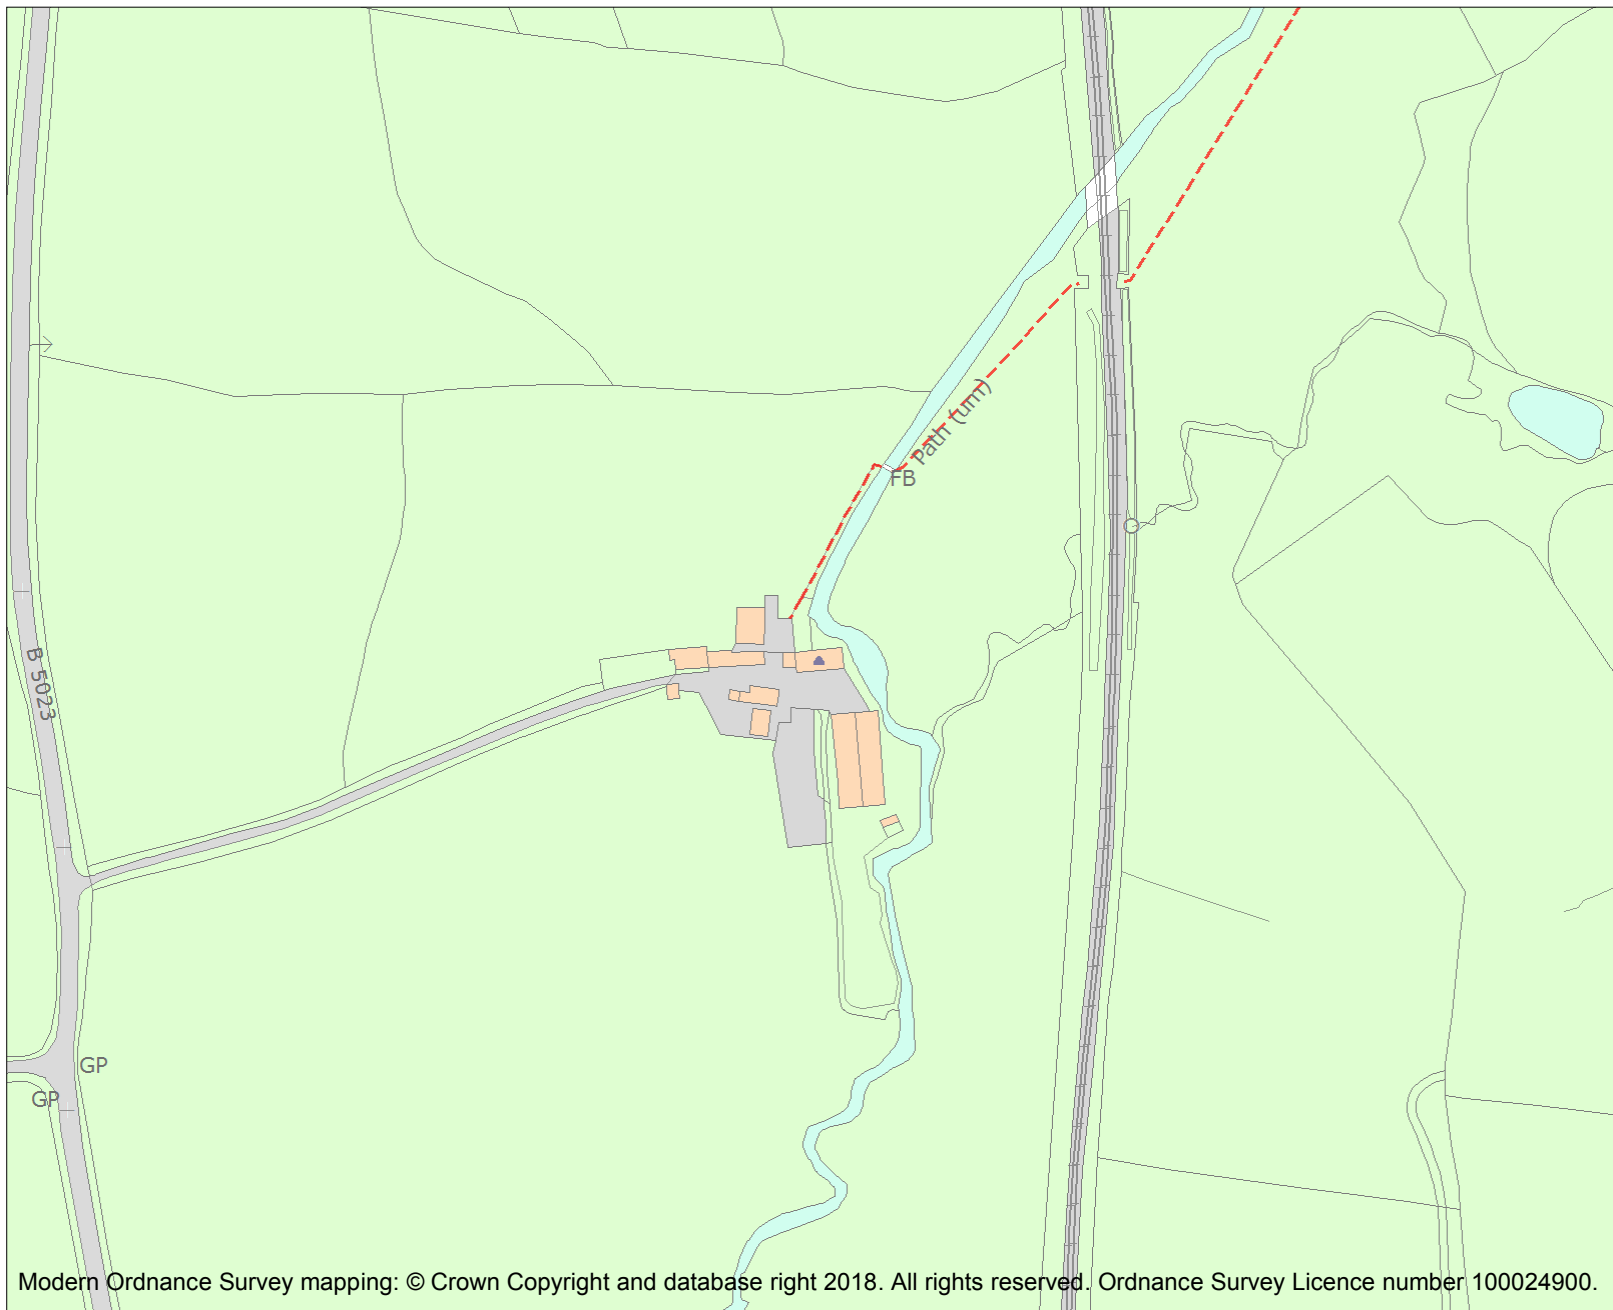 Path (um)
FB
B 5023
GP
GP
Modern Ordnance Survey mapping: © Crown Copyright and database right 2018. All rights reserved. Ordnance Survey Licence number 100024900.